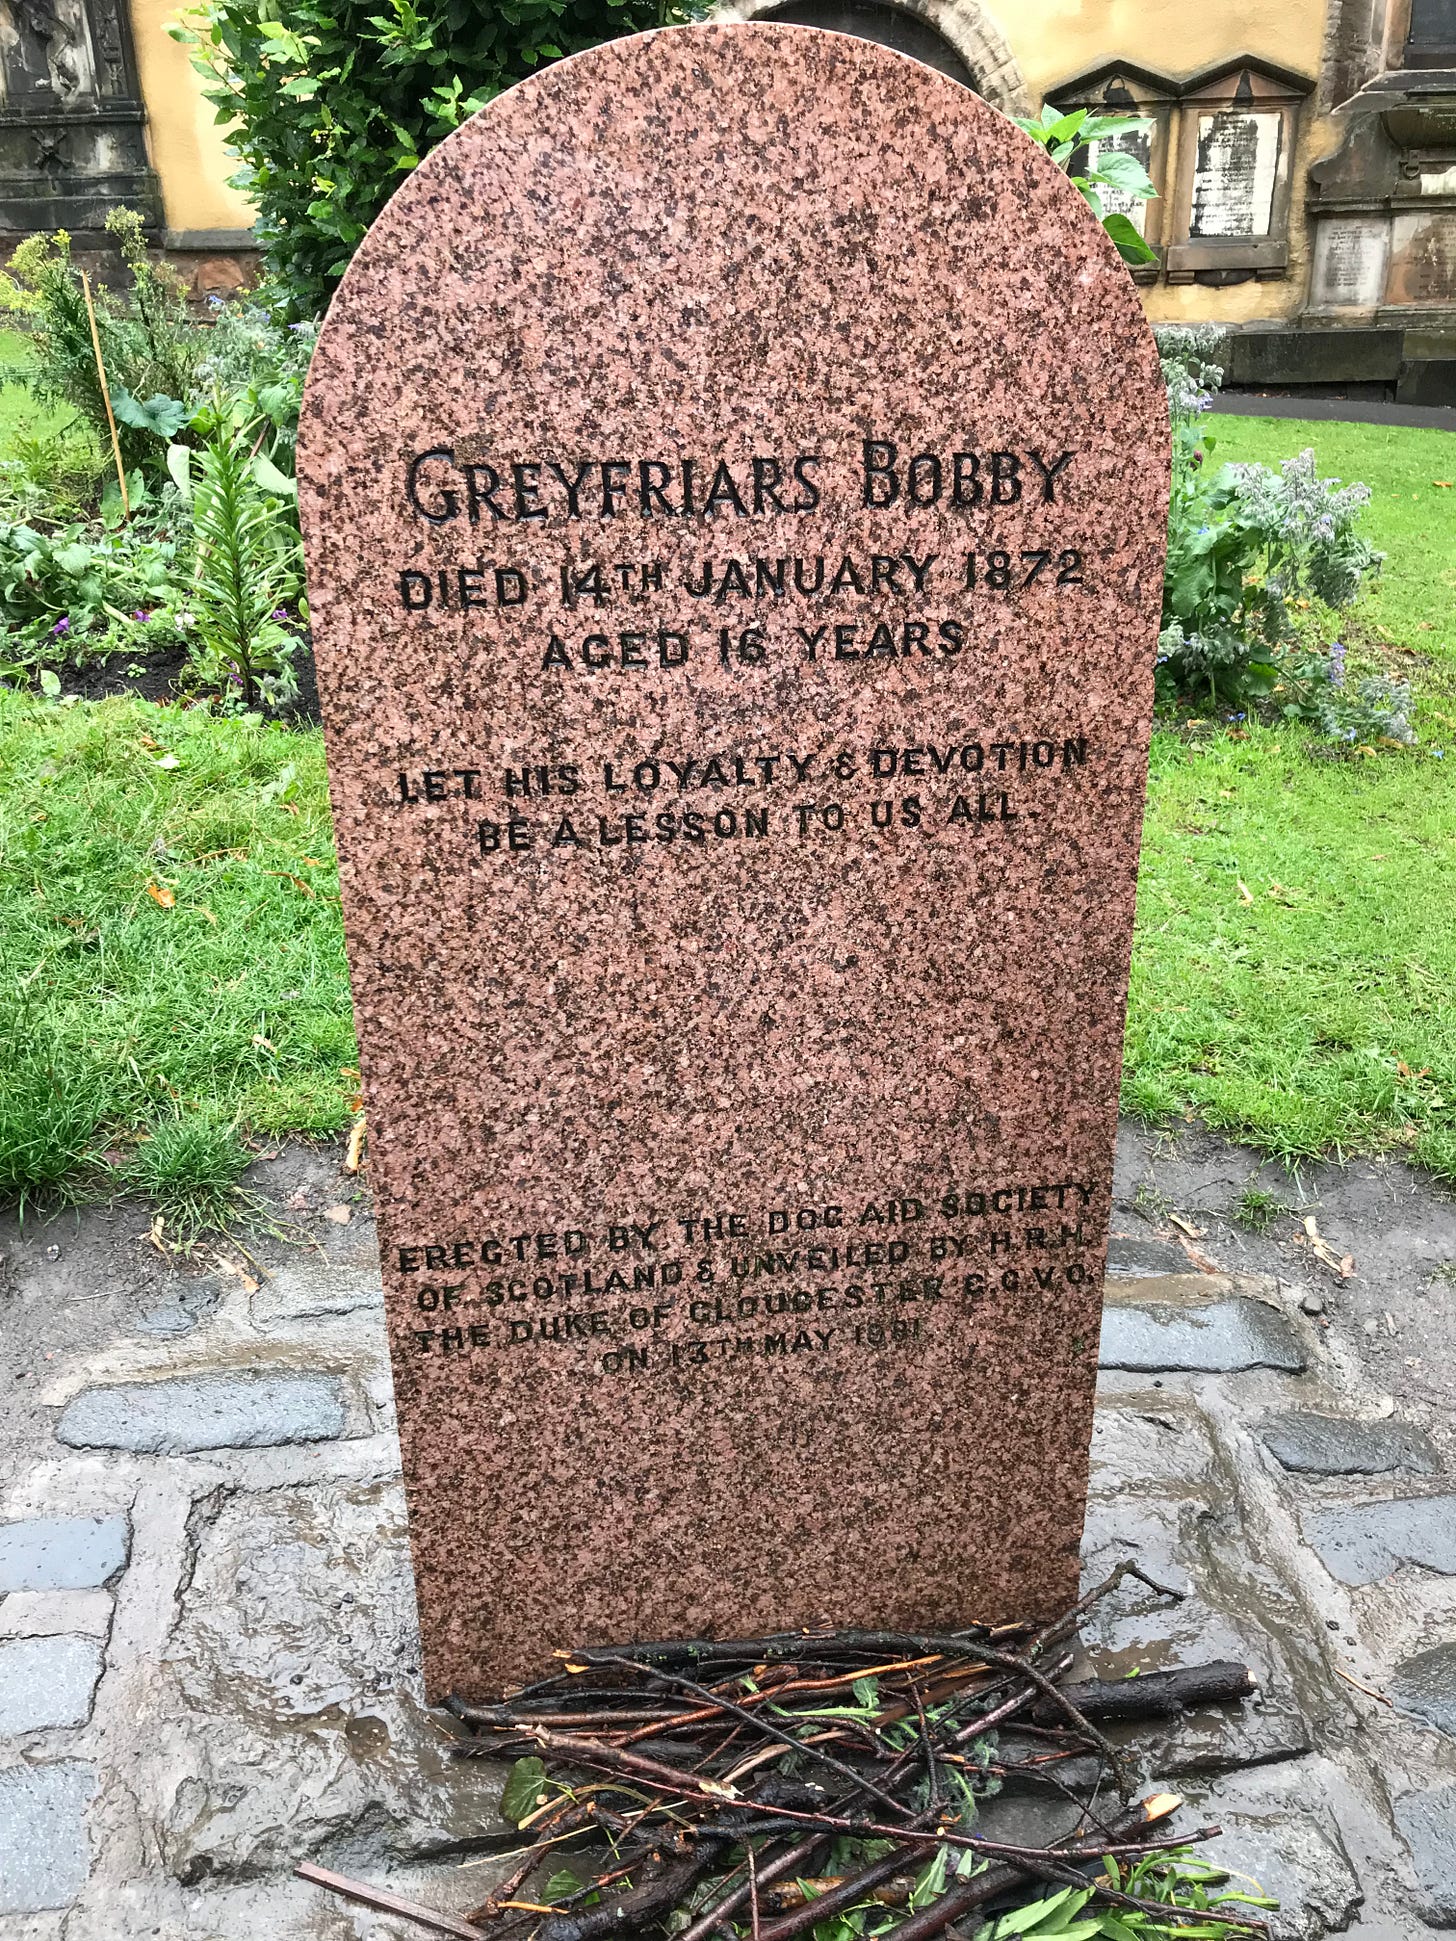 GREYFRIARS BOBBY
DIED 14TH JANUARY 1872
AGED 16 YEARS
LET HIS LOYALTY & DEVOTION
BE A LESSON TO US ALL.
ERECTED BY THE DOG AID SOCIETY
OF SCOTLAND & UNVEILED BY H.R.H.
THE DUKE OF GLOUCESTER G.C.V.O.
ON 13TH MAY 1981